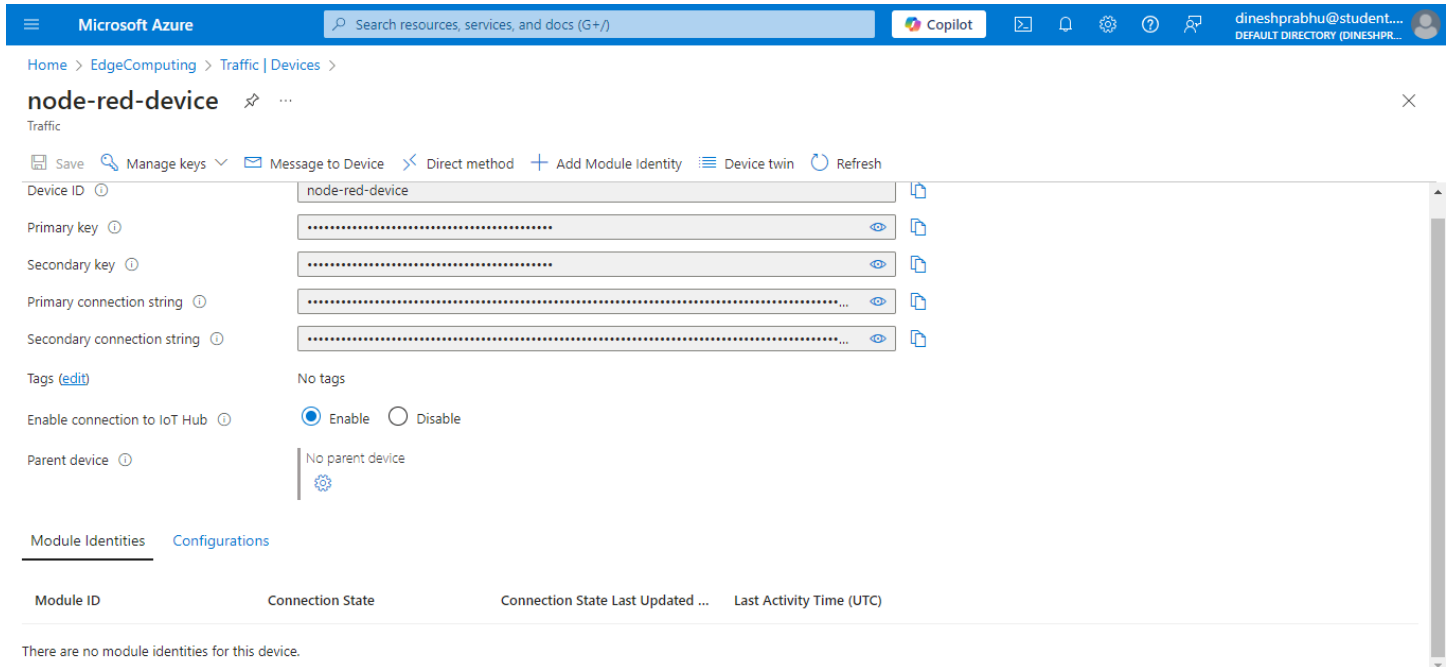 Microsoft Azure
Search resources, services, and docs (G+/)
Copilot
dineshprabhu@student....
DEFAULT DIRECTORY (DINESHPR...
Home > EdgeComputing > Traffic | Devices >
node-red-device ...
Traffic
Save Manage keys Message to Device Direct method Add Module Identity Device twin Refresh
Device ID node-red-device
Primary key ••••••••••••••••••••••••••••••••••••••••••••
Secondary key ••••••••••••••••••••••••••••••••••••••••••••
Primary connection string ...
Secondary connection string ...
Tags (edit) No tags
Enable connection to IoT Hub Enable Disable
Parent device No parent device
Module Identities Configurations
Module ID Connection State Connection State Last Updated ... Last Activity Time (UTC)
There are no module identities for this device.